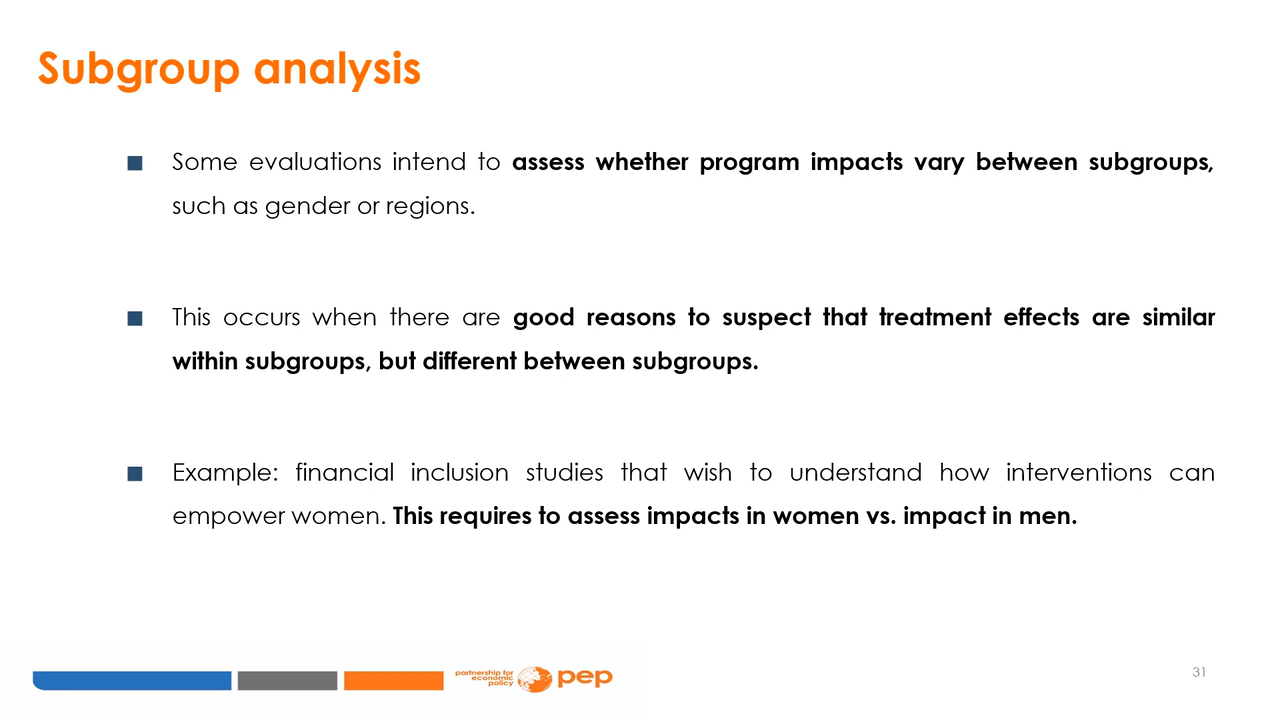 Subgroup analysis
Some evaluations intend to assess whether program impacts vary between subgroups,
such as gender or regions.
This occurs when there are good reasons to suspect that treatment effects are similar
within subgroups, but different between subgroups.
Example: financial inclusion studies that wish to understand how interventions can
empower women. This requires to assess impacts in women vs. impact in men.
partnership for
economic
policy
pep
31